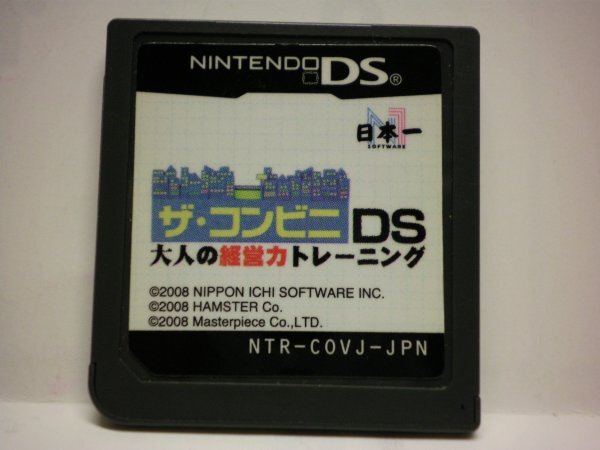 NINTENDO DS®
日本一
SOFTWARE
ザ・コンビニ DS
大人の経営力トレーニング
©2008 NIPPON ICHI SOFTWARE INC.
©2008 HAMSTER Co.
©2008 Masterpiece Co.,LTD.
NTR-COVJ-JPN